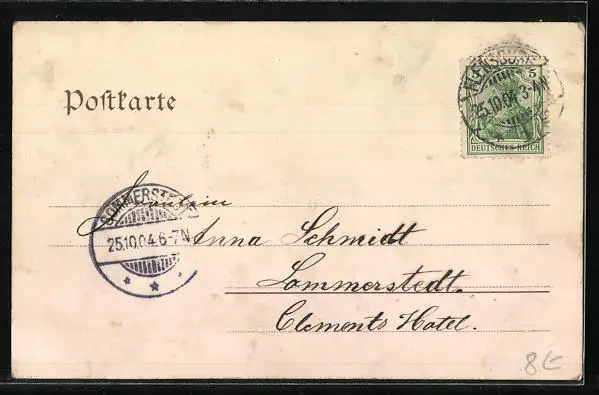 Postkarte
5
FLENSBURG
25.10.04.3-4N
DEUTSCHES REICH
SOMMERSTEDT
25.10.04.6-7N
Fräulein
Anna Schmidt
Sommerstedt.
Clements Hotel.
8€